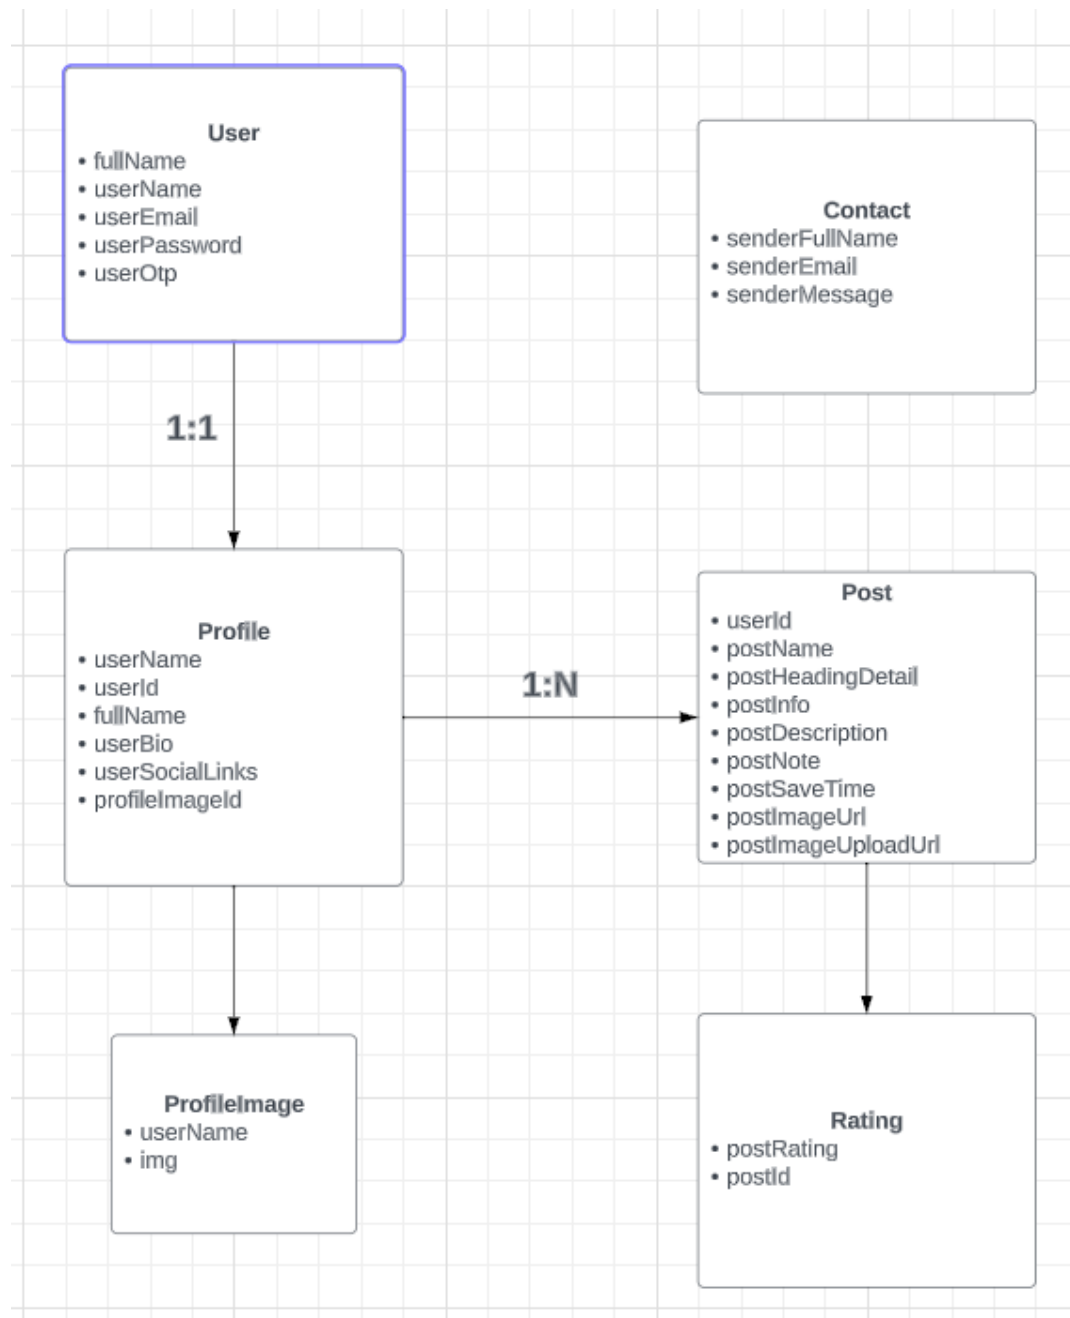 User
• fullName
• userName
• userEmail
• userPassword
• userOtp
Contact
• senderFullName
• senderEmail
• senderMessage
1:1
Profile
• userName
• userId
• fullName
• userBio
• userSocialLinks
• profileImageId
1:N
Post
• userId
• postName
• postHeadingDetail
• postInfo
• postDescription
• postNote
• postSaveTime
• postImageUrl
• postImageUploadUrl
ProfileImage
• userName
• img
Rating
• postRating
• postId